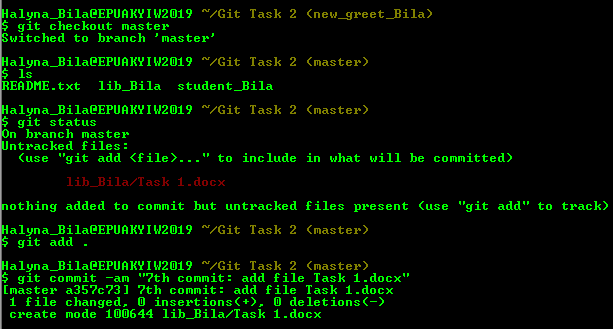 Halyna_Bila@EPUAKYIW2019 ~/Git Task 2 (new_greet_Bila)
$ git checkout master
Switched to branch 'master'
Halyna_Bila@EPUAKYIW2019 ~/Git Task 2 (master)
$ ls
README.txt  lib_Bila  student_Bila
Halyna_Bila@EPUAKYIW2019 ~/Git Task 2 (master)
$ git status
On branch master
Untracked files:
  (use "git add <file>..." to include in what will be committed)
        lib_Bila/Task 1.docx
nothing added to commit but untracked files present (use "git add" to track)
Halyna_Bila@EPUAKYIW2019 ~/Git Task 2 (master)
$ git add .
Halyna_Bila@EPUAKYIW2019 ~/Git Task 2 (master)
$ git commit -am "7th commit: add file Task 1.docx"
[master a357c73] 7th commit: add file Task 1.docx
 1 file changed, 0 insertions(+), 0 deletions(-)
 create mode 100644 lib_Bila/Task 1.docx